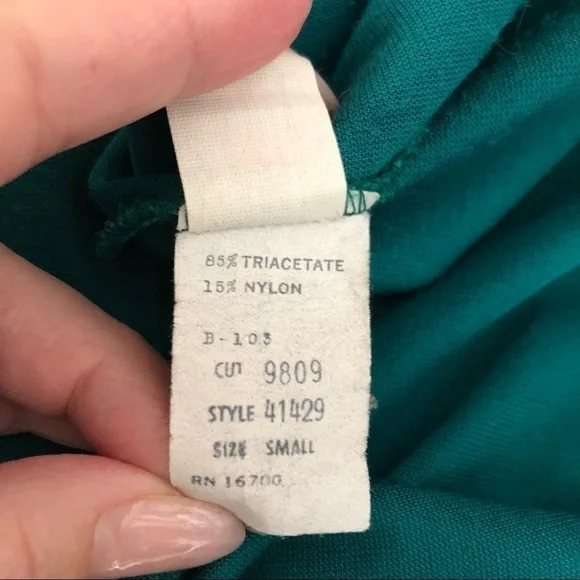 85% TRIACETATE
15% NYLON
B-103
CUT 9809
STYLE 41429
SIZE SMALL
RN 16700